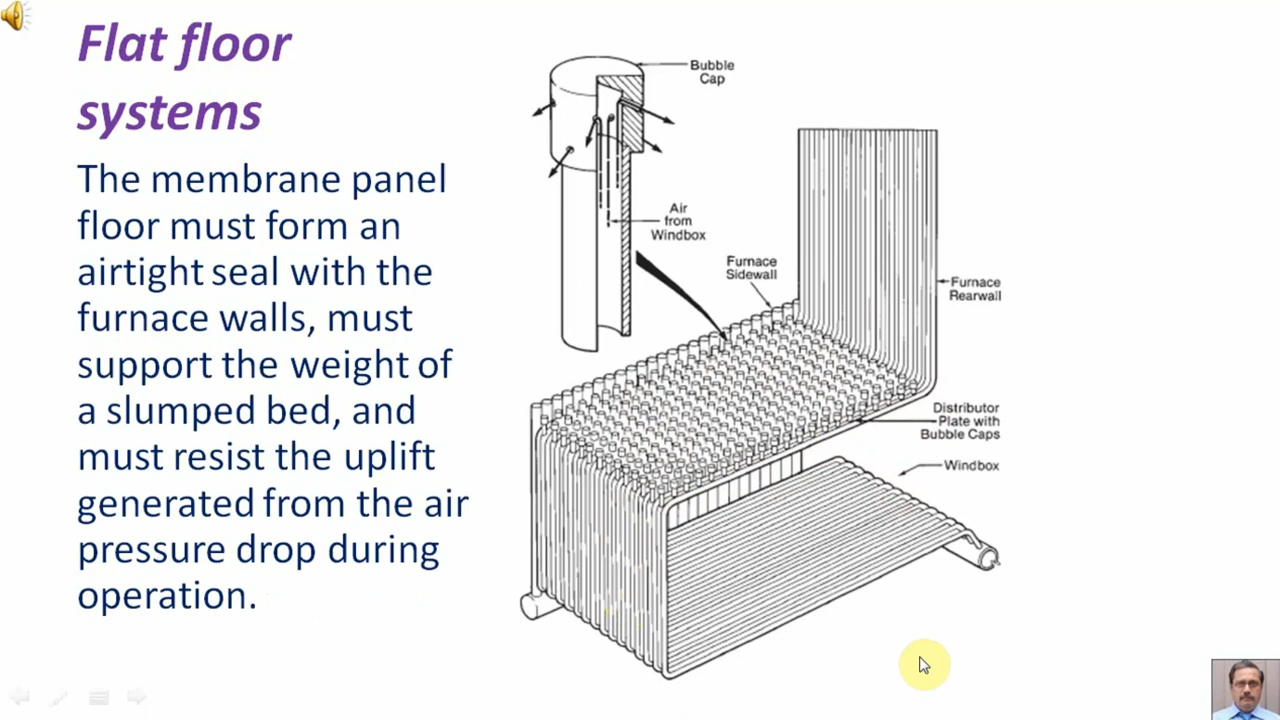 Flat floor
systems
The membrane panel
floor must form an
airtight seal with the
furnace walls, must
support the weight of
a slumped bed, and
must resist the uplift
generated from the air
pressure drop during
operation.
Bubble
Cap
Air
from
Windbox
Furnace
Sidewall
Furnace
Rearwall
Distributor
Plate with
Bubble Caps
Windbox